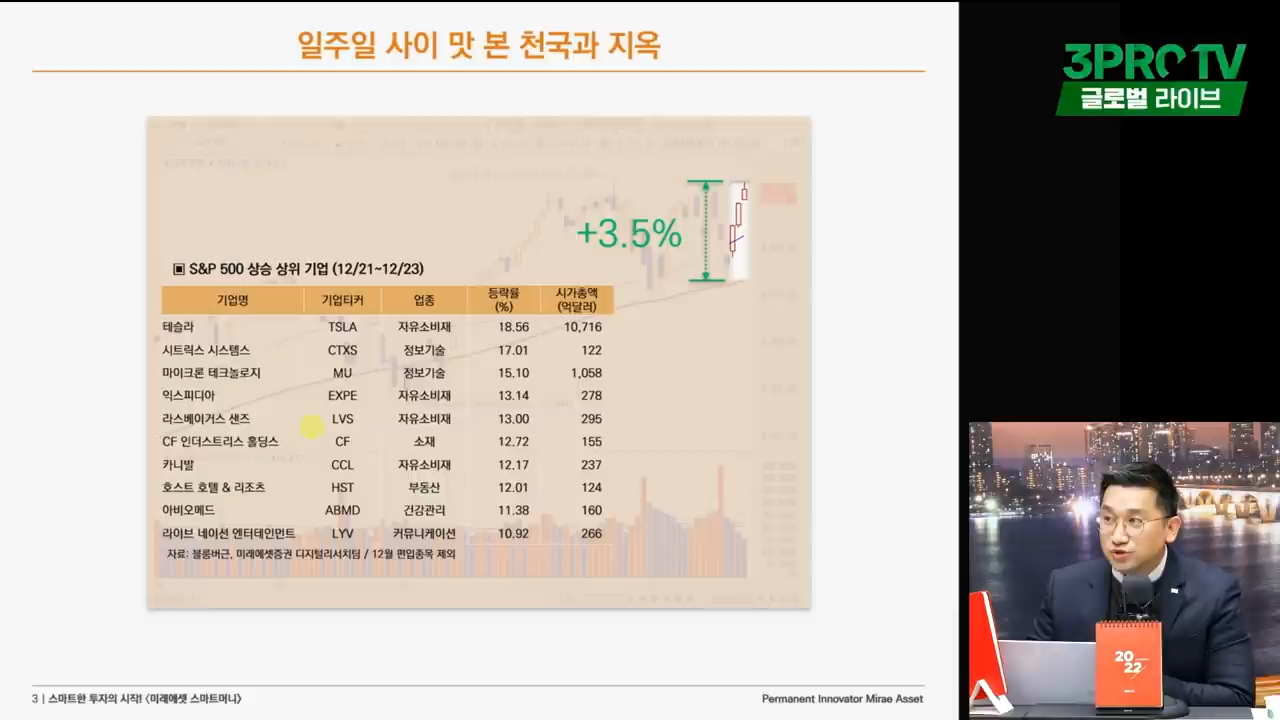 일주일 사이 맛 본 천국과 지옥
3PRO TV
글로벌 라이브
+3.5%
▣ S&P 500 상승 상위 기업 (12/21~12/23)
기업명 기업티커 업종 등락률 (%) 시가총액 (억달러)
테슬라 TSLA 자유소비재 18.56 10,716
시트릭스 시스템스 CTXS 정보기술 17.01 122
마이크론 테크놀로지 MU 정보기술 15.10 1,058
익스피디아 EXPE 자유소비재 13.14 278
라스베이거스 샌즈 LVS 자유소비재 13.00 295
CF 인더스트리스 홀딩스 CF 소재 12.72 155
카니발 CCL 자유소비재 12.17 237
호스트 호텔 & 리조츠 HST 부동산 12.01 124
아비오메드 ABMD 건강관리 11.38 160
라이브 네이션 엔터테인먼트 LYV 커뮤니케이션 10.92 266
자료: 블룸버근, 미래에셋증권 디지털리서치팀 / 12월 편입종목 제외
3 | 스마트한 투자의 시작! <미래에셋 스마트머니>
Permanent Innovator Mirae Asset
20
22